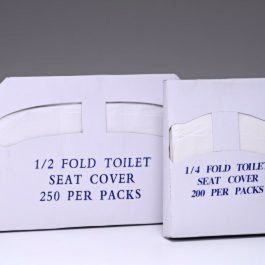 1/2 FOLD TOILET
SEAT COVER
250 PER PACKS
1/4 FOLD TOILET
SEAT COVER
200 PER PACKS